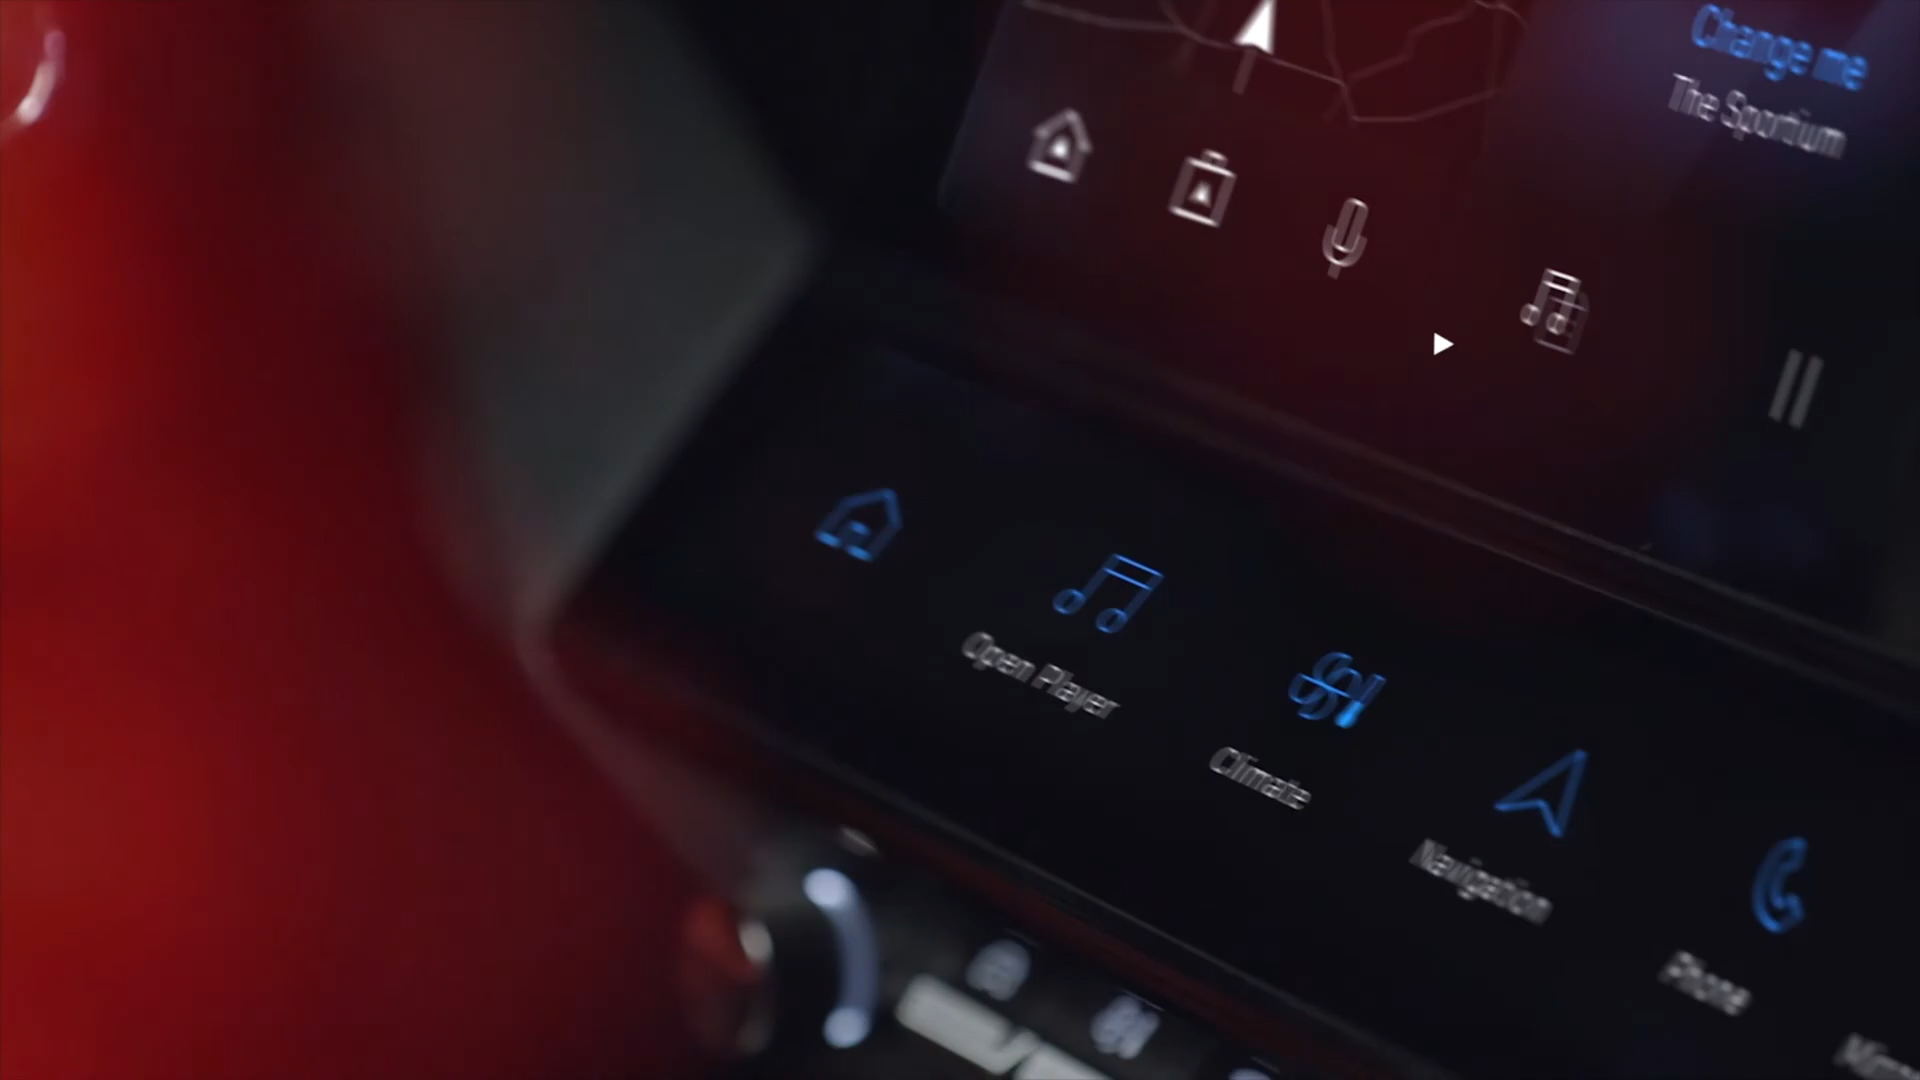 Change me
The Sportium
Open Player
Climate
Navigation
Phone